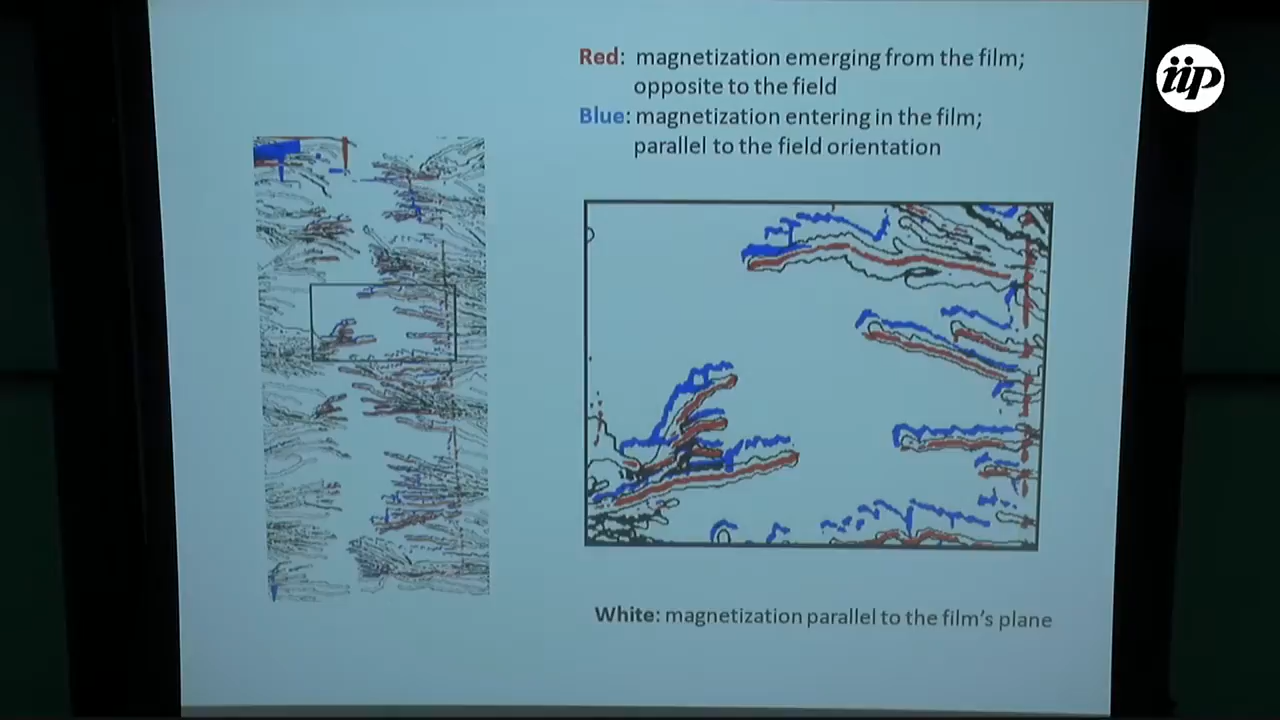 Red: magnetization emerging from the film;
opposite to the field
Blue: magnetization entering in the film;
parallel to the field orientation
White: magnetization parallel to the film's plane
iip